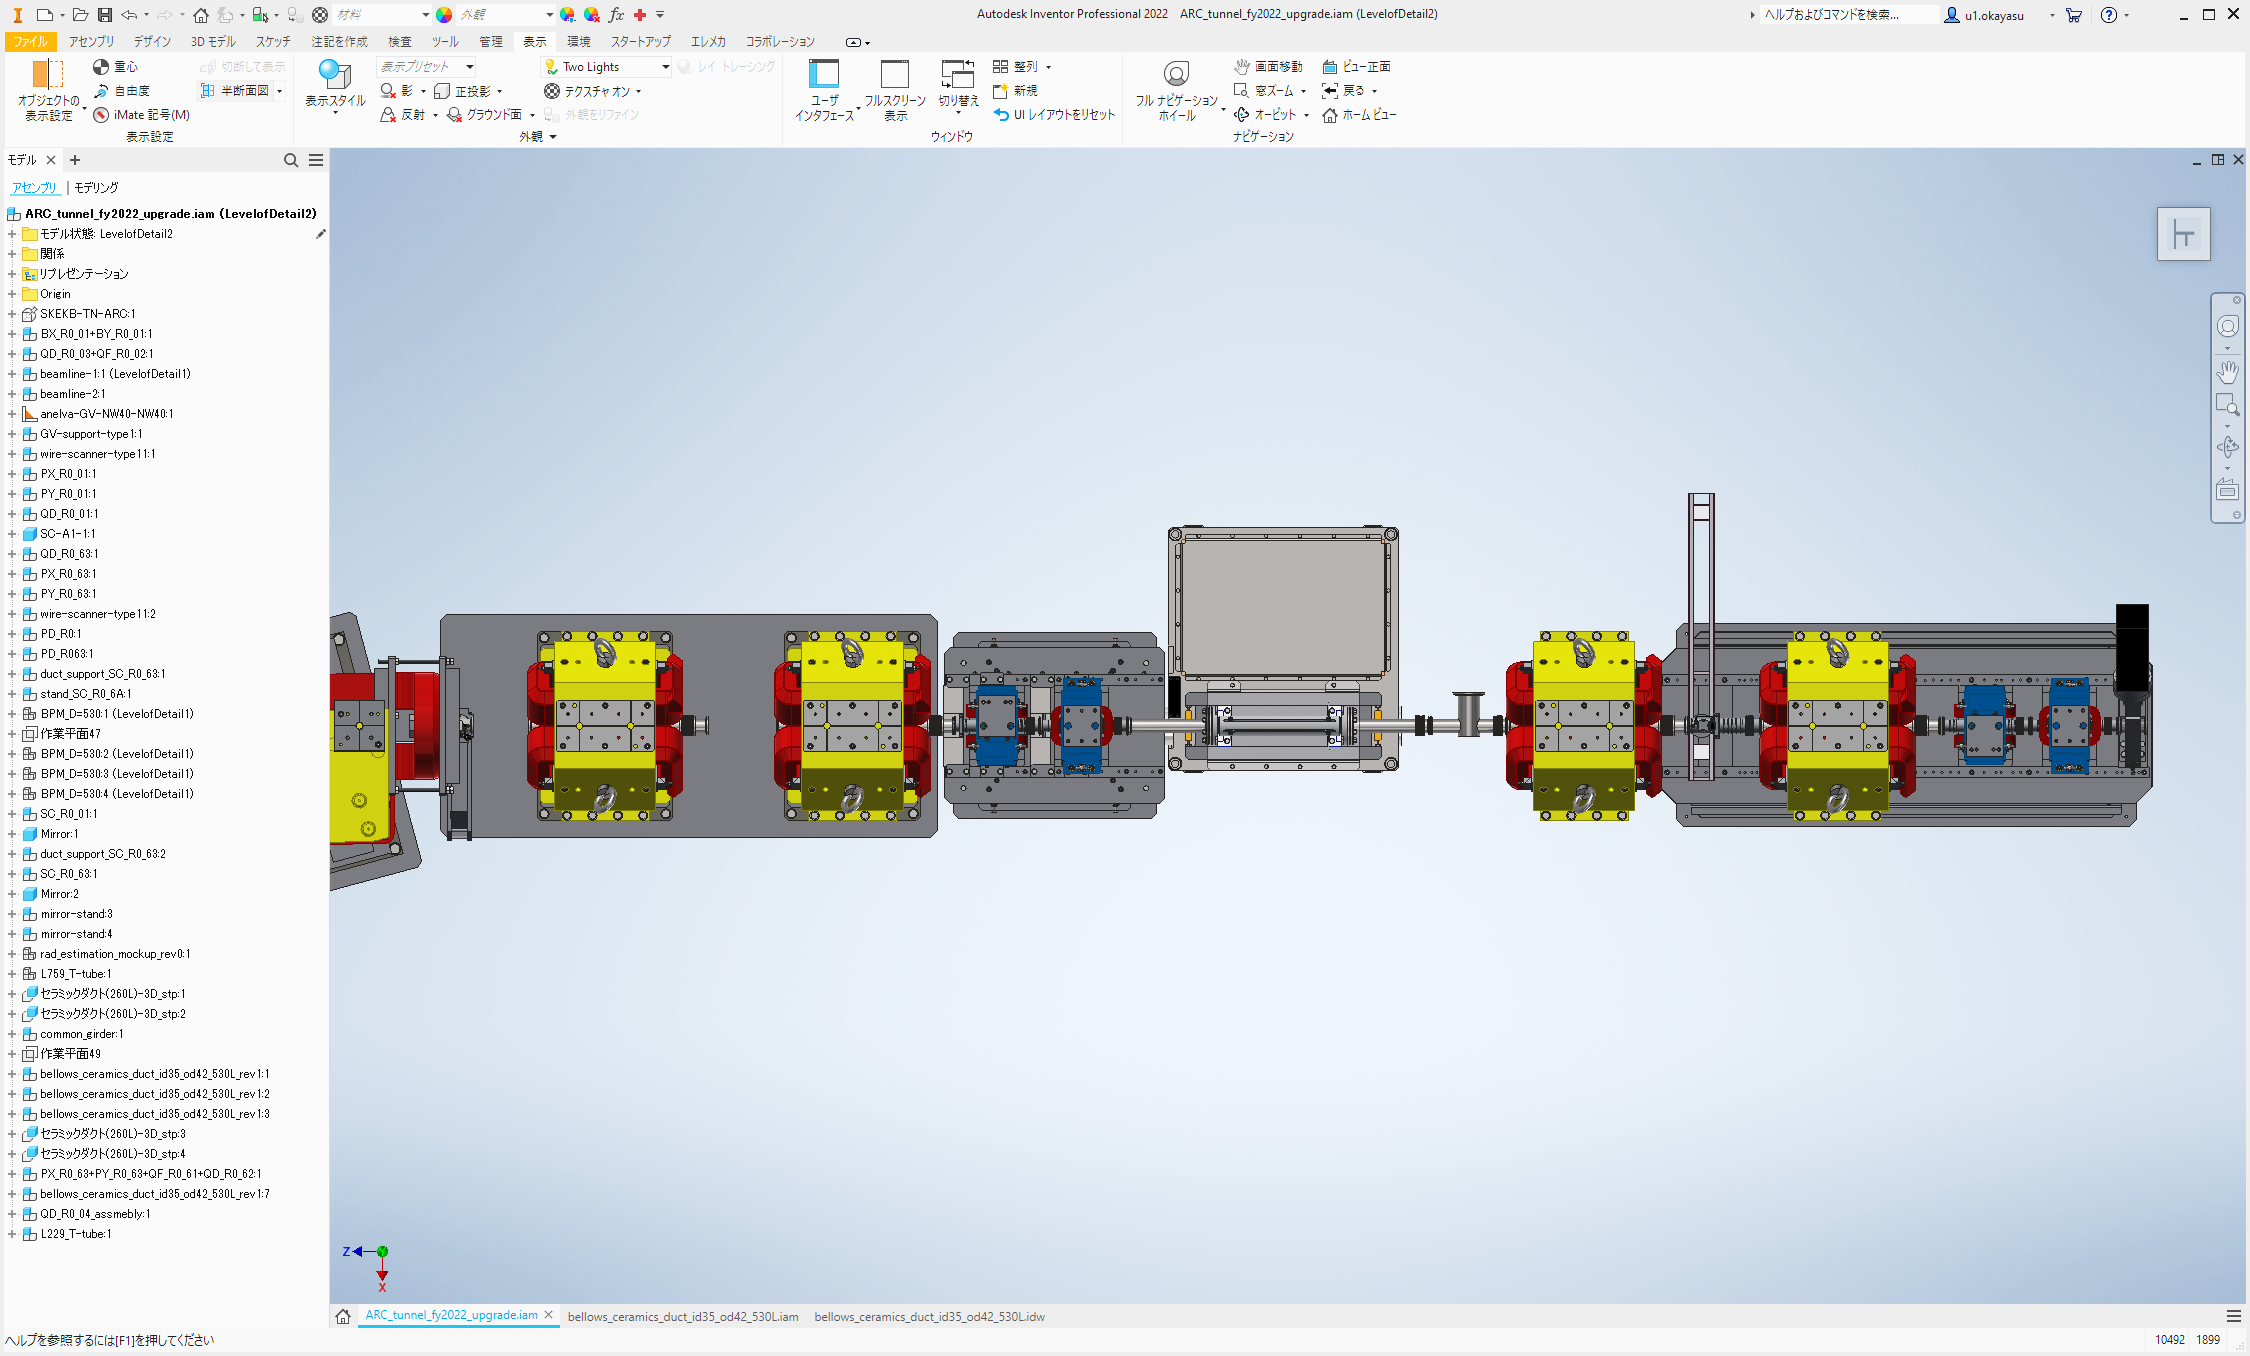 材料
外観
Autodesk Inventor Professional 2022 ARC_tunnel_fy2022_upgrade.iam (LevelofDetail2)
ヘルプおよびコマンドを検索...
u1.okayasu
ファイル アセンブリ デザイン 3D モデル スケッチ 注記を作成 検査 ツール 管理 表示 環境 スタートアップ エレメカ コラボレーション
オブジェクトの
表示設定
重心
自由度
iMate 記号(M)
切断して表示
半断面図
表示設定
表示スタイル
表示プリセット
影
正投影
反射
グラウンド面
Two Lights
テクスチャ オン
外観をリファイン
レイ トレーシング
外観
ユーザ
インタフェース
フルスクリーン
表示
切り替え
整列
新規
UI レイアウトをリセット
ウィンドウ
フル ナビゲーション
ホイール
画面移動
窓ズーム
オービット
ビュー正面
戻る
ホーム ビュー
ナビゲーション
モデル
アセンブリ | モデリング
ARC_tunnel_fy2022_upgrade.iam (LevelofDetail2)
モデル状態: LevelofDetail2
関係
リプレゼンテーション
Origin
SKEKB-TN-ARC:1
BX_R0_01+BY_R0_01:1
QD_R0_03+QF_R0_02:1
beamline-1:1 (LevelofDetail1)
beamline-2:1
anelva-GV-NW40-NW40:1
GV-support-type1:1
wire-scanner-type11:1
PX_R0_01:1
PY_R0_01:1
QD_R0_01:1
SC-A1-1:1
QD_R0_63:1
PX_R0_63:1
PY_R0_63:1
wire-scanner-type11:2
PD_R0:1
PD_R063:1
duct_support_SC_R0_63:1
stand_SC_R0_6A:1
BPM_D=530:1 (LevelofDetail1)
作業平面47
BPM_D=530:2 (LevelofDetail1)
BPM_D=530:3 (LevelofDetail1)
BPM_D=530:4 (LevelofDetail1)
SC_R0_01:1
Mirror:1
duct_support_SC_R0_63:2
SC_R0_63:1
Mirror:2
mirror-stand:3
mirror-stand:4
rad_estimation_mockup_rev0:1
L759_T-tube:1
セラミックダクト(260L)-3D_stp:1
セラミックダクト(260L)-3D_stp:2
common_girder:1
作業平面49
bellows_ceramics_duct_id35_od42_530L_rev1:1
bellows_ceramics_duct_id35_od42_530L_rev1:2
bellows_ceramics_duct_id35_od42_530L_rev1:3
セラミックダクト(260L)-3D_stp:3
セラミックダクト(260L)-3D_stp:4
PX_R0_63+PY_R0_63+QF_R0_61+QD_R0_62:1
bellows_ceramics_duct_id35_od42_530L_rev1:7
QD_R0_04_assmebly:1
L229_T-tube:1
Z
X
ARC_tunnel_fy2022_upgrade.iam
bellows_ceramics_duct_id35_od42_530L.iam
bellows_ceramics_duct_id35_od42_530L.idw
ヘルプを参照するには[F1]を押してください
10492 1899